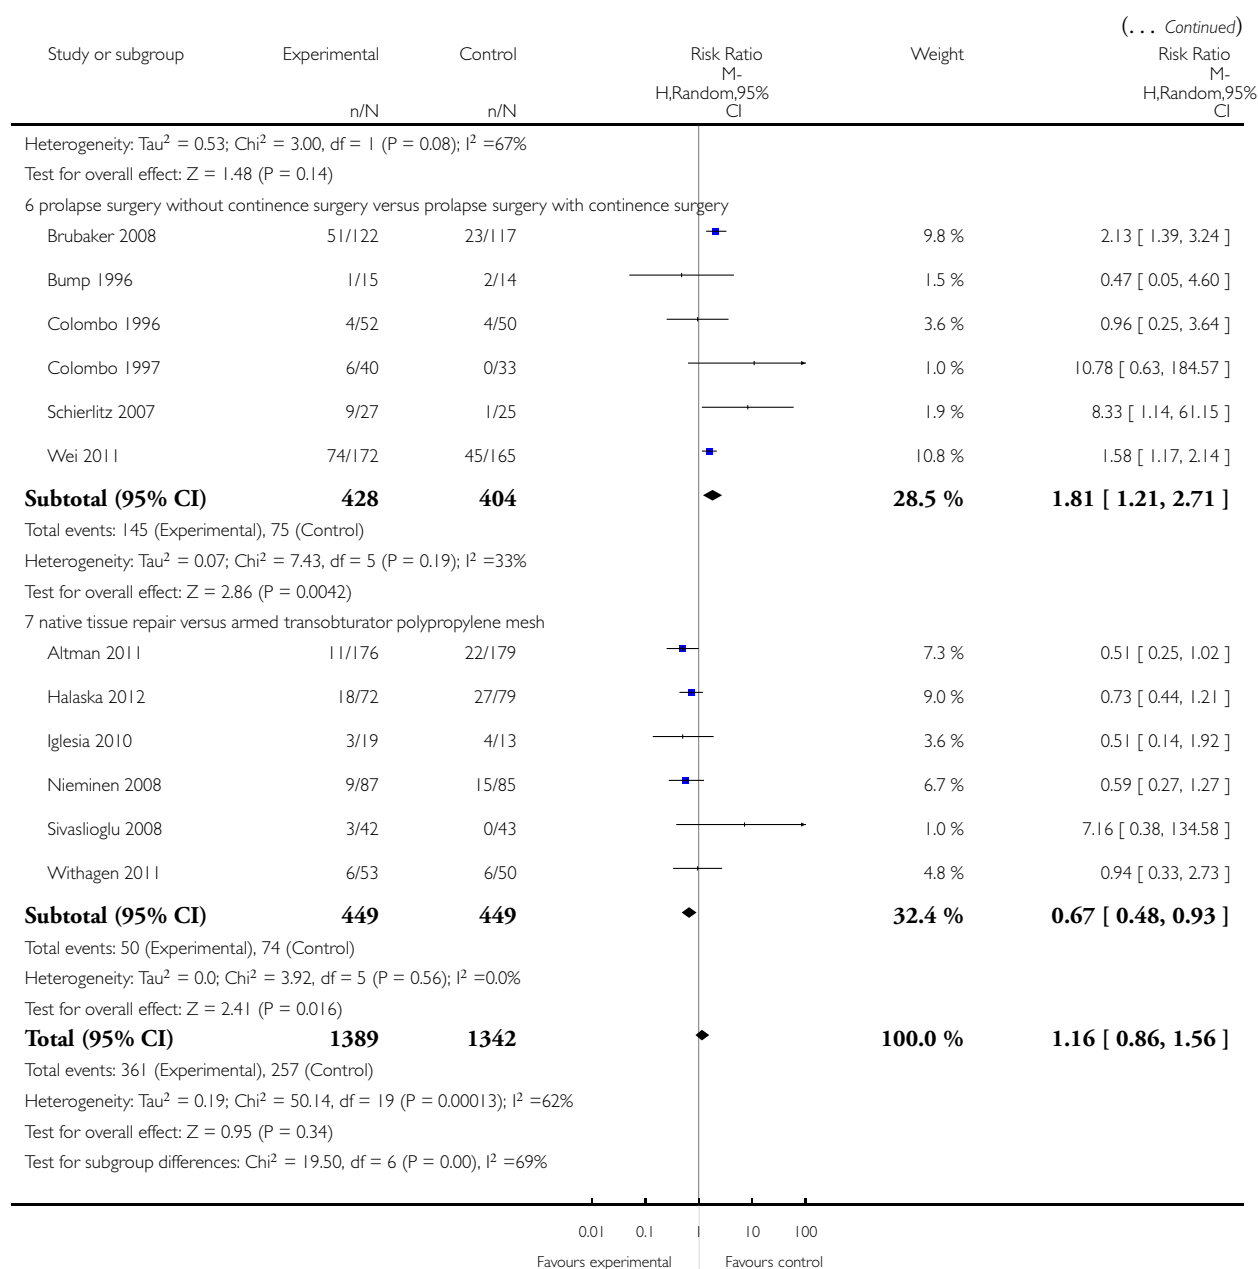 (... Continued)
Study or subgroup Experimental Control Risk Ratio Weight Risk Ratio
M- M-
H,Random,95% H,Random,95%
n/N n/N CI CI
Heterogeneity: Tau² = 0.53; Chi² = 3.00, df = 1 (P = 0.08); I² =67%
Test for overall effect: Z = 1.48 (P = 0.14)
6 prolapse surgery without continence surgery versus prolapse surgery with continence surgery
Brubaker 2008 51/122 23/117 9.8 % 2.13 [ 1.39, 3.24 ]
Bump 1996 1/15 2/14 1.5 % 0.47 [ 0.05, 4.60 ]
Colombo 1996 4/52 4/50 3.6 % 0.96 [ 0.25, 3.64 ]
Colombo 1997 6/40 0/33 1.0 % 10.78 [ 0.63, 184.57 ]
Schierlitz 2007 9/27 1/25 1.9 % 8.33 [ 1.14, 61.15 ]
Wei 2011 74/172 45/165 10.8 % 1.58 [ 1.17, 2.14 ]
Subtotal (95% CI) 428 404 28.5 % 1.81 [ 1.21, 2.71 ]
Total events: 145 (Experimental), 75 (Control)
Heterogeneity: Tau² = 0.07; Chi² = 7.43, df = 5 (P = 0.19); I² =33%
Test for overall effect: Z = 2.86 (P = 0.0042)
7 native tissue repair versus armed transobturator polypropylene mesh
Altman 2011 11/176 22/179 7.3 % 0.51 [ 0.25, 1.02 ]
Halaska 2012 18/72 27/79 9.0 % 0.73 [ 0.44, 1.21 ]
Iglesia 2010 3/19 4/13 3.6 % 0.51 [ 0.14, 1.92 ]
Nieminen 2008 9/87 15/85 6.7 % 0.59 [ 0.27, 1.27 ]
Sivaslioglu 2008 3/42 0/43 1.0 % 7.16 [ 0.38, 134.58 ]
Withagen 2011 6/53 6/50 4.8 % 0.94 [ 0.33, 2.73 ]
Subtotal (95% CI) 449 449 32.4 % 0.67 [ 0.48, 0.93 ]
Total events: 50 (Experimental), 74 (Control)
Heterogeneity: Tau² = 0.0; Chi² = 3.92, df = 5 (P = 0.56); I² =0.0%
Test for overall effect: Z = 2.41 (P = 0.016)
Total (95% CI) 1389 1342 100.0 % 1.16 [ 0.86, 1.56 ]
Total events: 361 (Experimental), 257 (Control)
Heterogeneity: Tau² = 0.19; Chi² = 50.14, df = 19 (P = 0.00013); I² =62%
Test for overall effect: Z = 0.95 (P = 0.34)
Test for subgroup differences: Chi² = 19.50, df = 6 (P = 0.00), I² =69%
0.01 0.1 1 10 100
Favours experimental Favours control